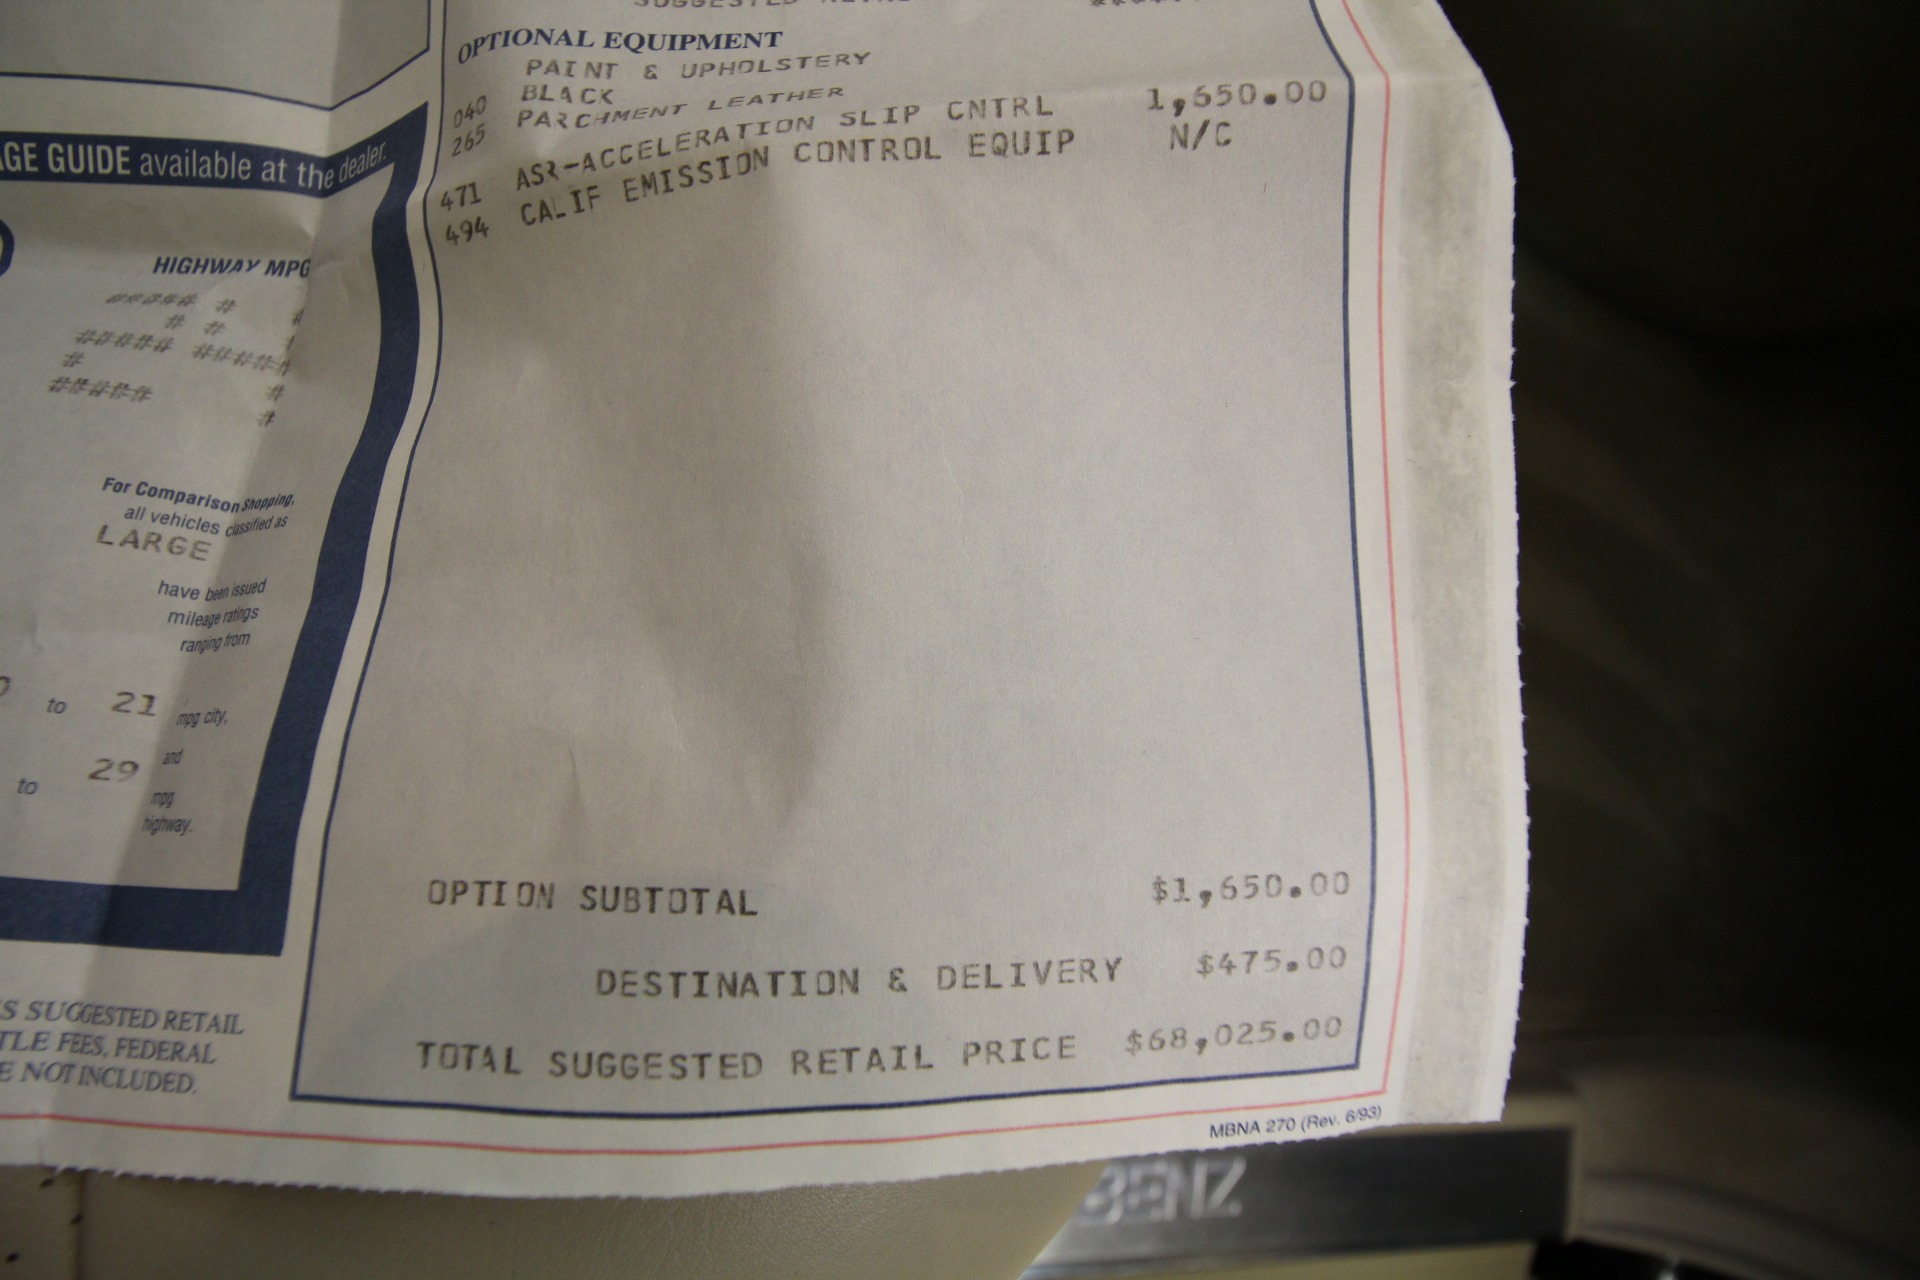 OPTIONAL EQUIPMENT
PAINT & UPHOLSTERY
040 BLACK
265 PARCHMENT LEATHER
471 ASR-ACCELERATION SLIP CNTRL 1,650.00
494 CALIF EMISSION CONTROL EQUIP N/C
OPTION SUBTOTAL $1,650.00
DESTINATION & DELIVERY $475.00
TOTAL SUGGESTED RETAIL PRICE $68,025.00
MBNA 270 (Rev. 6/93)
GUIDE available at the dealer.
HIGHWAY MPG
For Comparison Shopping,
all vehicles classified as
LARGE
have been issued
mileage ratings
ranging from
to 21 mpg city,
and
to 29 mpg
highway.
SUGGESTED RETAIL
FEES, FEDERAL
NOT INCLUDED.
BENZ